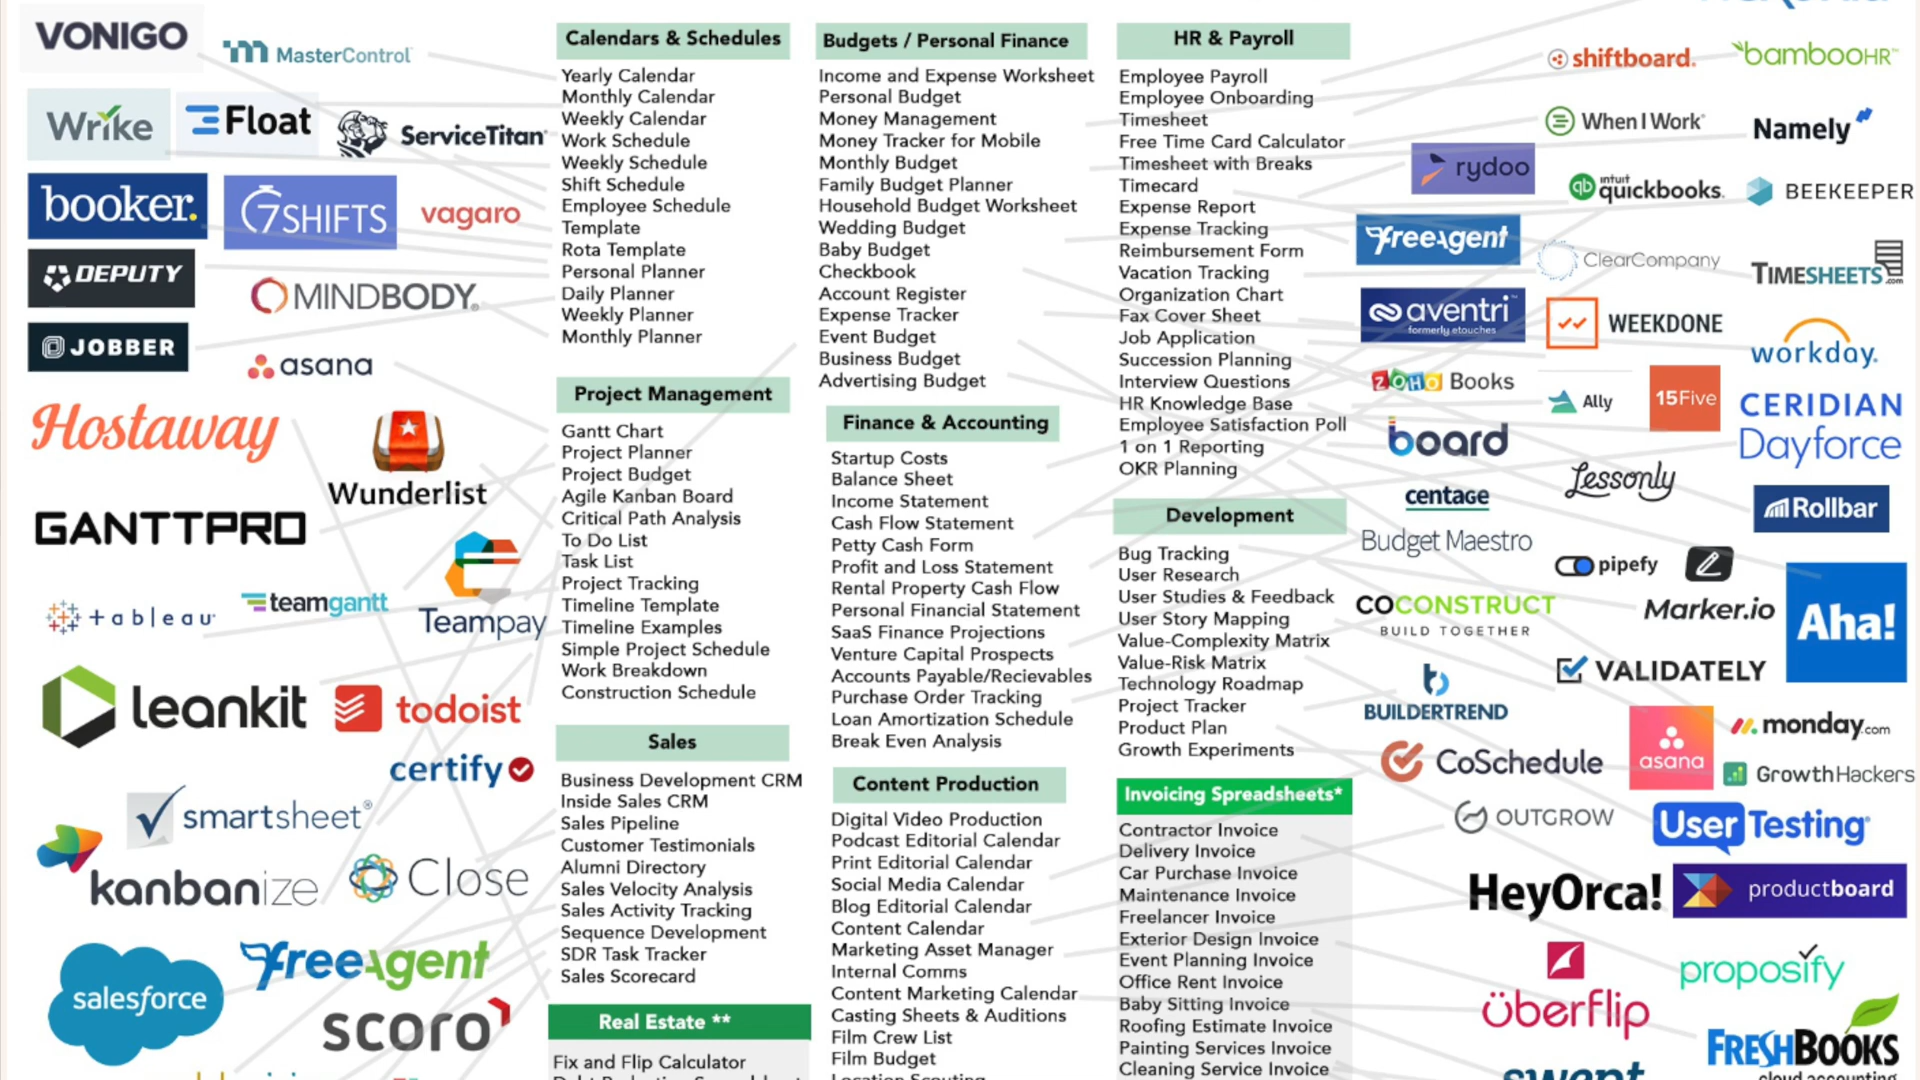 VONIGO
MasterControl
Wrike
Float
ServiceTitan
booker.
7SHIFTS
vagaro
DEPUTY
MINDBODY
JOBBER
asana
Hostaway
Wunderlist
GANTTPRO
tableau
teamgantt
Teampay
leankit
todoist
certify
smartsheet
kanbanize
Close
salesforce
freeagent
scoro
Calendars & Schedules
Yearly Calendar
Monthly Calendar
Weekly Calendar
Work Schedule
Weekly Schedule
Shift Schedule
Employee Schedule
Template
Rota Template
Personal Planner
Daily Planner
Weekly Planner
Monthly Planner
Project Management
Gantt Chart
Project Planner
Project Budget
Agile Kanban Board
Critical Path Analysis
To Do List
Task List
Project Tracking
Timeline Template
Timeline Examples
Simple Project Schedule
Work Breakdown
Construction Schedule
Sales
Business Development CRM
Inside Sales CRM
Sales Pipeline
Customer Testimonials
Alumni Directory
Sales Velocity Analysis
Sales Activity Tracking
Sequence Development
SDR Task Tracker
Sales Scorecard
Real Estate **
Fix and Flip Calculator
Budgets / Personal Finance
Income and Expense Worksheet
Personal Budget
Money Management
Money Tracker for Mobile
Monthly Budget
Family Budget Planner
Household Budget Worksheet
Wedding Budget
Baby Budget
Checkbook
Account Register
Expense Tracker
Event Budget
Business Budget
Advertising Budget
Finance & Accounting
Startup Costs
Balance Sheet
Income Statement
Cash Flow Statement
Petty Cash Form
Profit and Loss Statement
Rental Property Cash Flow
Personal Financial Statement
SaaS Finance Projections
Venture Capital Prospects
Accounts Payable/Recievables
Purchase Order Tracking
Loan Amortization Schedule
Break Even Analysis
Content Production
Digital Video Production
Podcast Editorial Calendar
Print Editorial Calendar
Social Media Calendar
Blog Editorial Calendar
Content Calendar
Marketing Asset Manager
Internal Comms
Content Marketing Calendar
Casting Sheets & Auditions
Film Crew List
Film Budget
Location Scouting
HR & Payroll
Employee Payroll
Employee Onboarding
Timesheet
Free Time Card Calculator
Timesheet with Breaks
Timecard
Expense Report
Expense Tracking
Reimbursement Form
Vacation Tracking
Organization Chart
Fax Cover Sheet
Job Application
Succession Planning
Interview Questions
HR Knowledge Base
Employee Satisfaction Poll
1 on 1 Reporting
OKR Planning
Development
Bug Tracking
User Research
User Studies & Feedback
User Story Mapping
Value-Complexity Matrix
Value-Risk Matrix
Technology Roadmap
Project Tracker
Product Plan
Growth Experiments
Invoicing Spreadsheets*
Contractor Invoice
Delivery Invoice
Car Purchase Invoice
Maintenance Invoice
Freelancer Invoice
Exterior Design Invoice
Event Planning Invoice
Office Rent Invoice
Baby Sitting Invoice
Roofing Estimate Invoice
Painting Services Invoice
Cleaning Service Invoice
shiftboard.
bambooHR™
When I Work
Namely
rydoo
intuit
quickbooks.
BEEKEEPER
freeagent
ClearCompany
TIMESHEETS.com
aventri™
formerly etouches
WEEKDONE
workday.
ZOHO Books
Ally
15Five
CERIDIAN
Dayforce
board
Lessonly
centage
Budget Maestro
Rollbar
pipefy
Marker.io
Aha!
COCONSTRUCT
BUILD TOGETHER
VALIDATELY
BUILDERTREND
monday.com
asana
CoSchedule
GrowthHackers
OUTGROW
UserTesting
HeyOrca!
productboard
überflip
proposify
FRESHBOOKS
cloud accounting